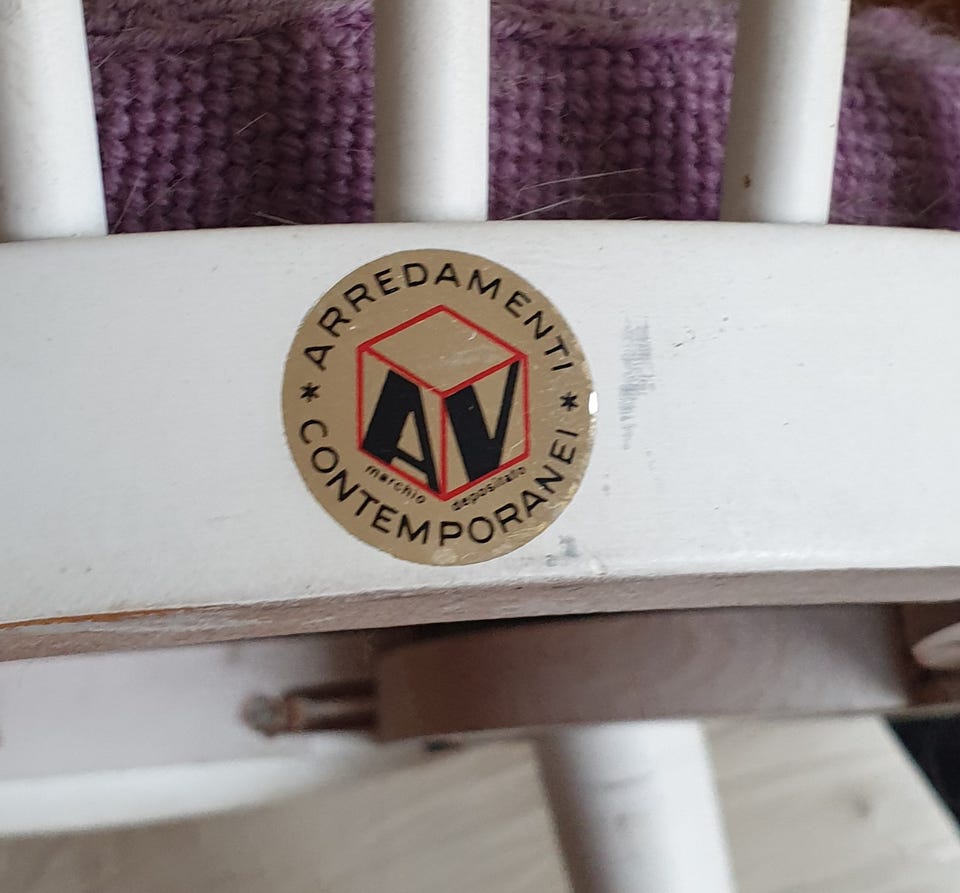 ARREDAMENTI
AV
marchio depositato
* CONTEMPORANEI *